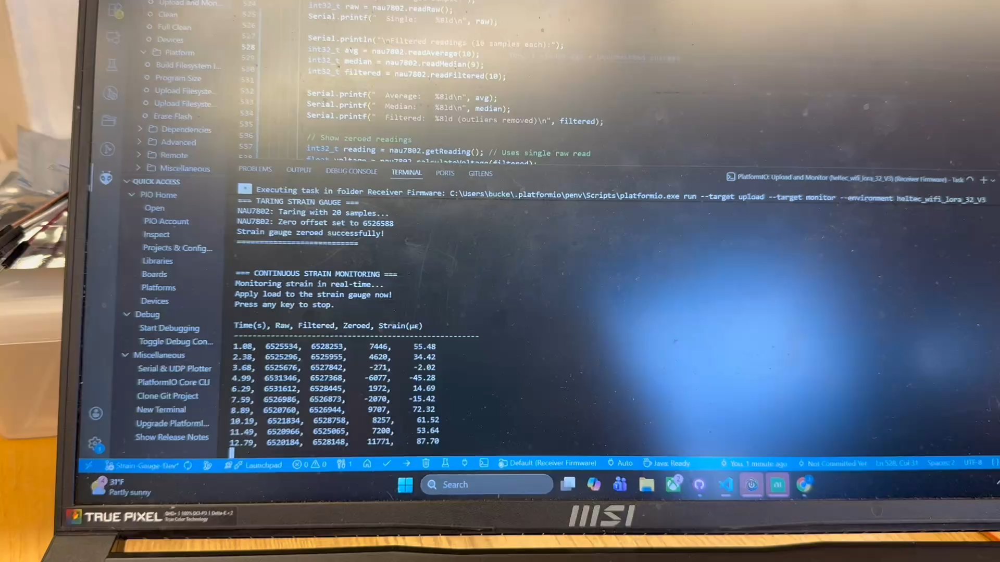 Upload and Mon...
Clean
Full Clean
Devices
Platform
Build Filesystem I...
Program Size
Upload Filesyste...
Upload Filesyste...
Erase Flash
Dependencies
Advanced
Remote
Miscellaneous
QUICK ACCESS
PIO Home
Open
PIO Account
Inspect
Projects & Config...
Libraries
Boards
Platforms
Devices
Debug
Start Debugging
Toggle Debug Con...
Miscellaneous
Serial & UDP Plotter
PlatformIO Core CLI
Clone Git Project
New Terminal
Upgrade PlatformI...
Show Release Notes
524
525 int32_t raw = nau7802.readRaw();
526 Serial.printf("  Single:    %8ld\n", raw);
527
528 Serial.println("\nFiltered readings (10 samples each):");
529 int32_t avg = nau7802.readAverage(10);
530 int32_t median = nau7802.readMedian(9);
531 int32_t filtered = nau7802.readFiltered(10);
532
533 Serial.printf("  Average:   %8ld\n", avg);
534 Serial.printf("  Median:    %8ld\n", median);
535 Serial.printf("  Filtered:  %8ld (outliers removed)\n", filtered);
536
537 // Show zeroed readings
538 int32_t reading = nau7802.getReading(); // Uses single raw read
float voltage = nau7802.calculateVoltage(filtered);
PROBLEMS OUTPUT DEBUG CONSOLE TERMINAL PORTS GITLENS
PlatformIO: Upload and Monitor (heltec_wifi_lora_32_V3) (Receiver Firmware) - Task
* Executing task in folder Receiver Firmware: C:\Users\bucke\.platformio\penv\Scripts\platformio.exe run --target upload --target monitor --environment heltec_wifi_lora_32_V3
=== TARING STRAIN GAUGE ===
NAU7802: Taring with 20 samples...
NAU7802: Zero offset set to 6526588
Strain gauge zeroed successfully!
===========================
=== CONTINUOUS STRAIN MONITORING ===
Monitoring strain in real-time...
Apply load to the strain gauge now!
Press any key to stop.
Time(s), Raw, Filtered, Zeroed, Strain(με)
----------------------------------------------------------
1.08, 6525534, 6528253, 7446, 55.48
2.38, 6525296, 6525955, 4620, 34.42
3.68, 6525676, 6527842, -271, -2.02
4.99, 6531346, 6527368, -6077, -45.28
6.29, 6531612, 6528445, 1972, 14.69
7.59, 6526986, 6526873, -2070, -15.42
8.89, 6520760, 6526944, 9707, 72.32
10.19, 6521834, 6528758, 8257, 61.52
11.49, 6520966, 6525065, 7200, 53.64
12.79, 6520184, 6528148, 11771, 87.70
Strain-Gauge-Dev* Launchpad 0 0 1 Default (Receiver Firmware) Auto Java: Ready You, 1 minute ago Not Committed Yet Ln 528, Col 31 Spaces: 2 UTF-8 {}
4 31°F
Partly sunny
Search
TRUE PIXEL QHD+ | 100% DCI-P3 | Delta-E<2
True Color Technology
msi